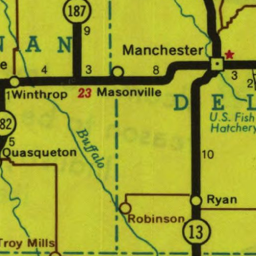 187
9
N A N
Manchester
e
4
3
8
3
2
1
Winthrop
23
Masonville
D E L
U.S. Fish
Hatchery
82
5
Quasqueton
Buffalo
10
Ryan
Robinson
13
Troy Mills